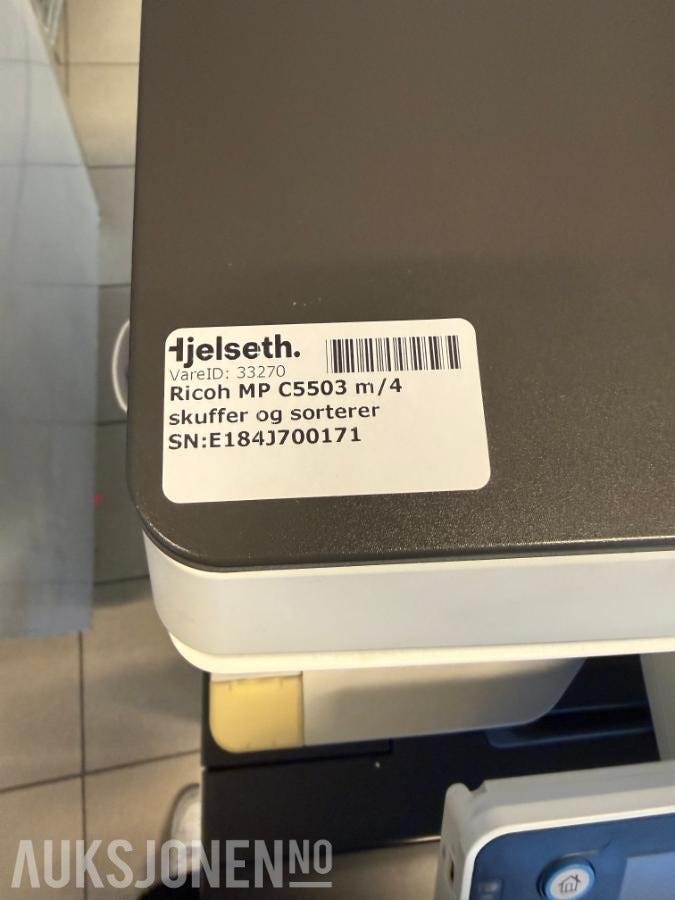 Hjelseth.
VareID: 33270
Ricoh MP C5503 m/4
skuffer og sorterer
SN:E184J700171
AUKSJONEN NO